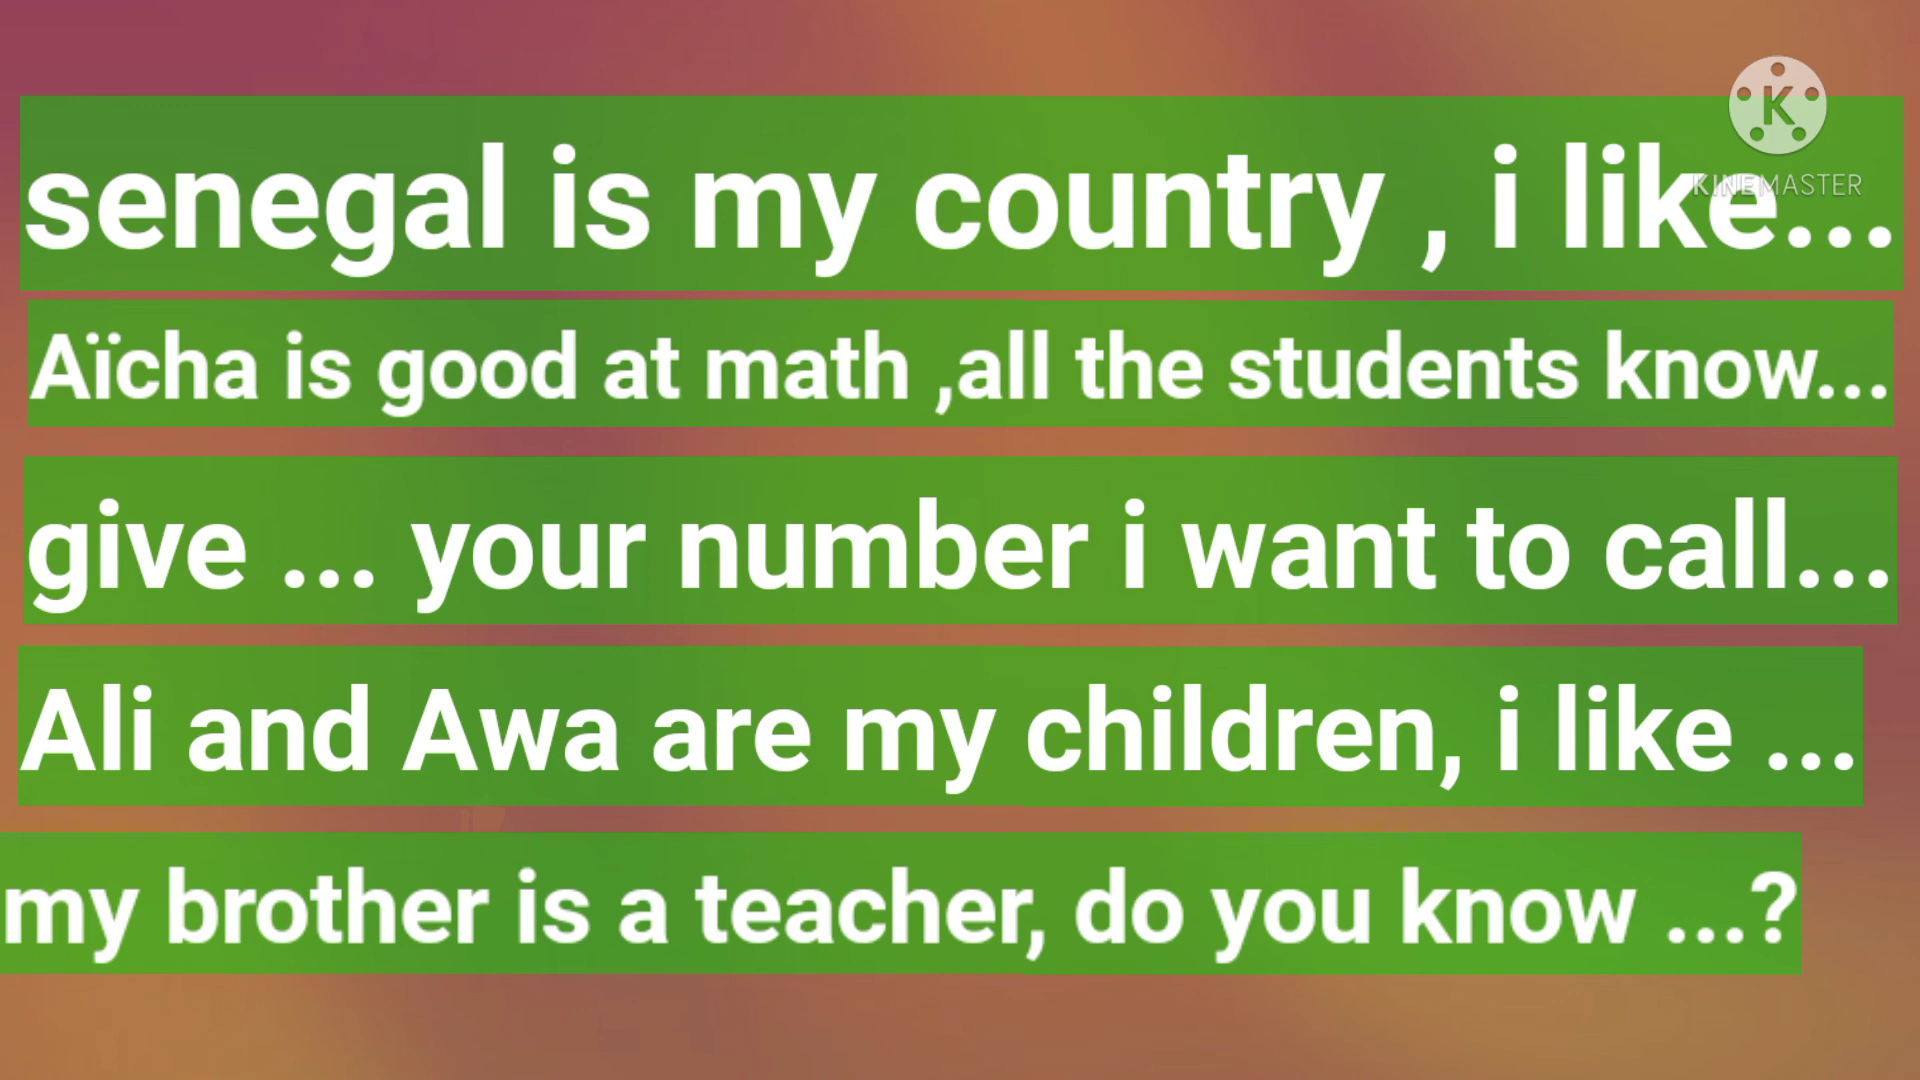 K
KINEMASTER
senegal is my country , i like...
Aïcha is good at math ,all the students know...
give ... your number i want to call...
Ali and Awa are my children, i like ...
my brother is a teacher, do you know ...?